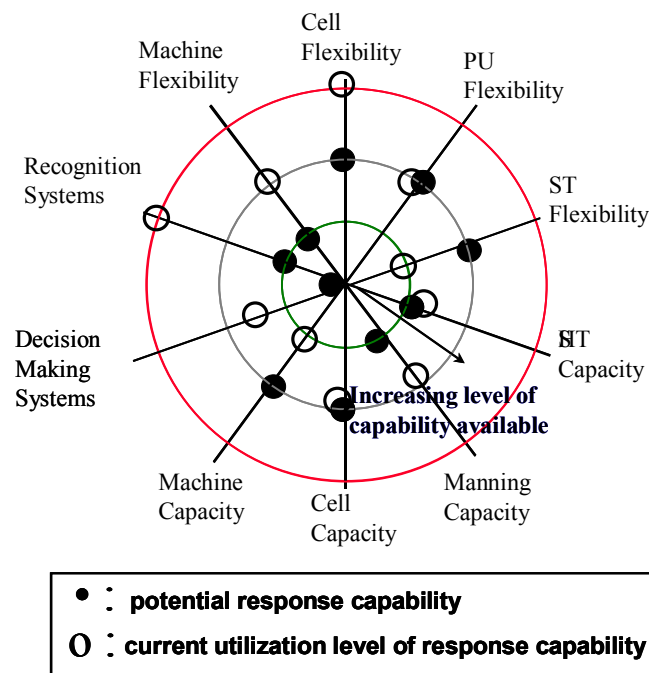 Cell
Flexibility
Machine
Flexibility
PU
Flexibility
Recognition
Systems
ST
Flexibility
Decision
Making
Systems
Capacity
Increasing level of
capability available
Machine
Capacity
Cell
Capacity
Manning
Capacity
: potential response capability
: current utilization level of response capability